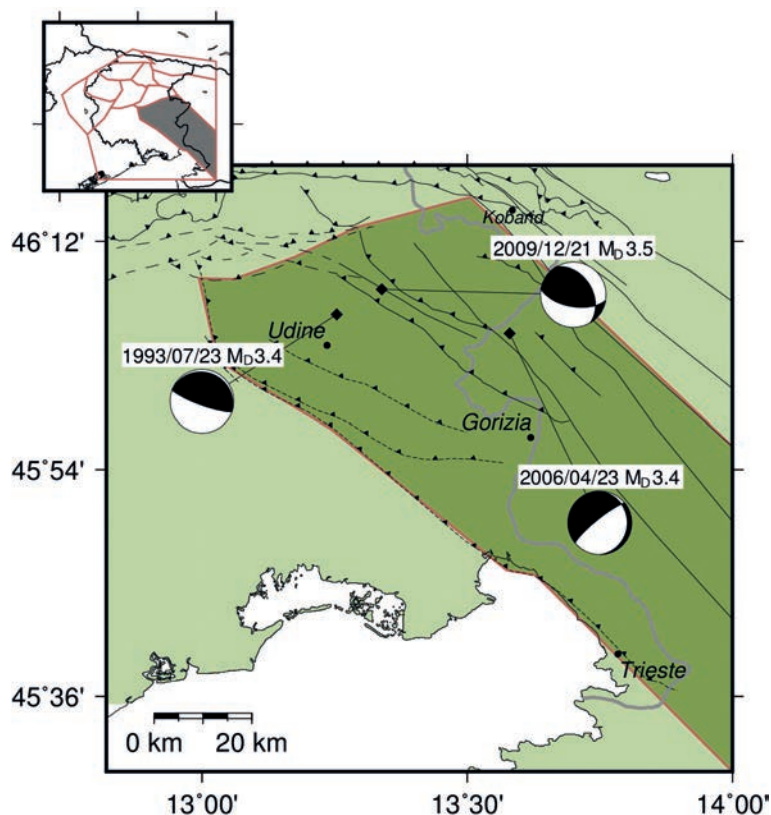 Kobarid
46˚12'
2009/12/21 MD3.5
Udine
1993/07/23 MD3.4
Gorizia
45˚54'
2006/04/23 MD3.4
Trieste
45˚36'
0 km 20 km
13˚00' 13˚30' 14˚00'